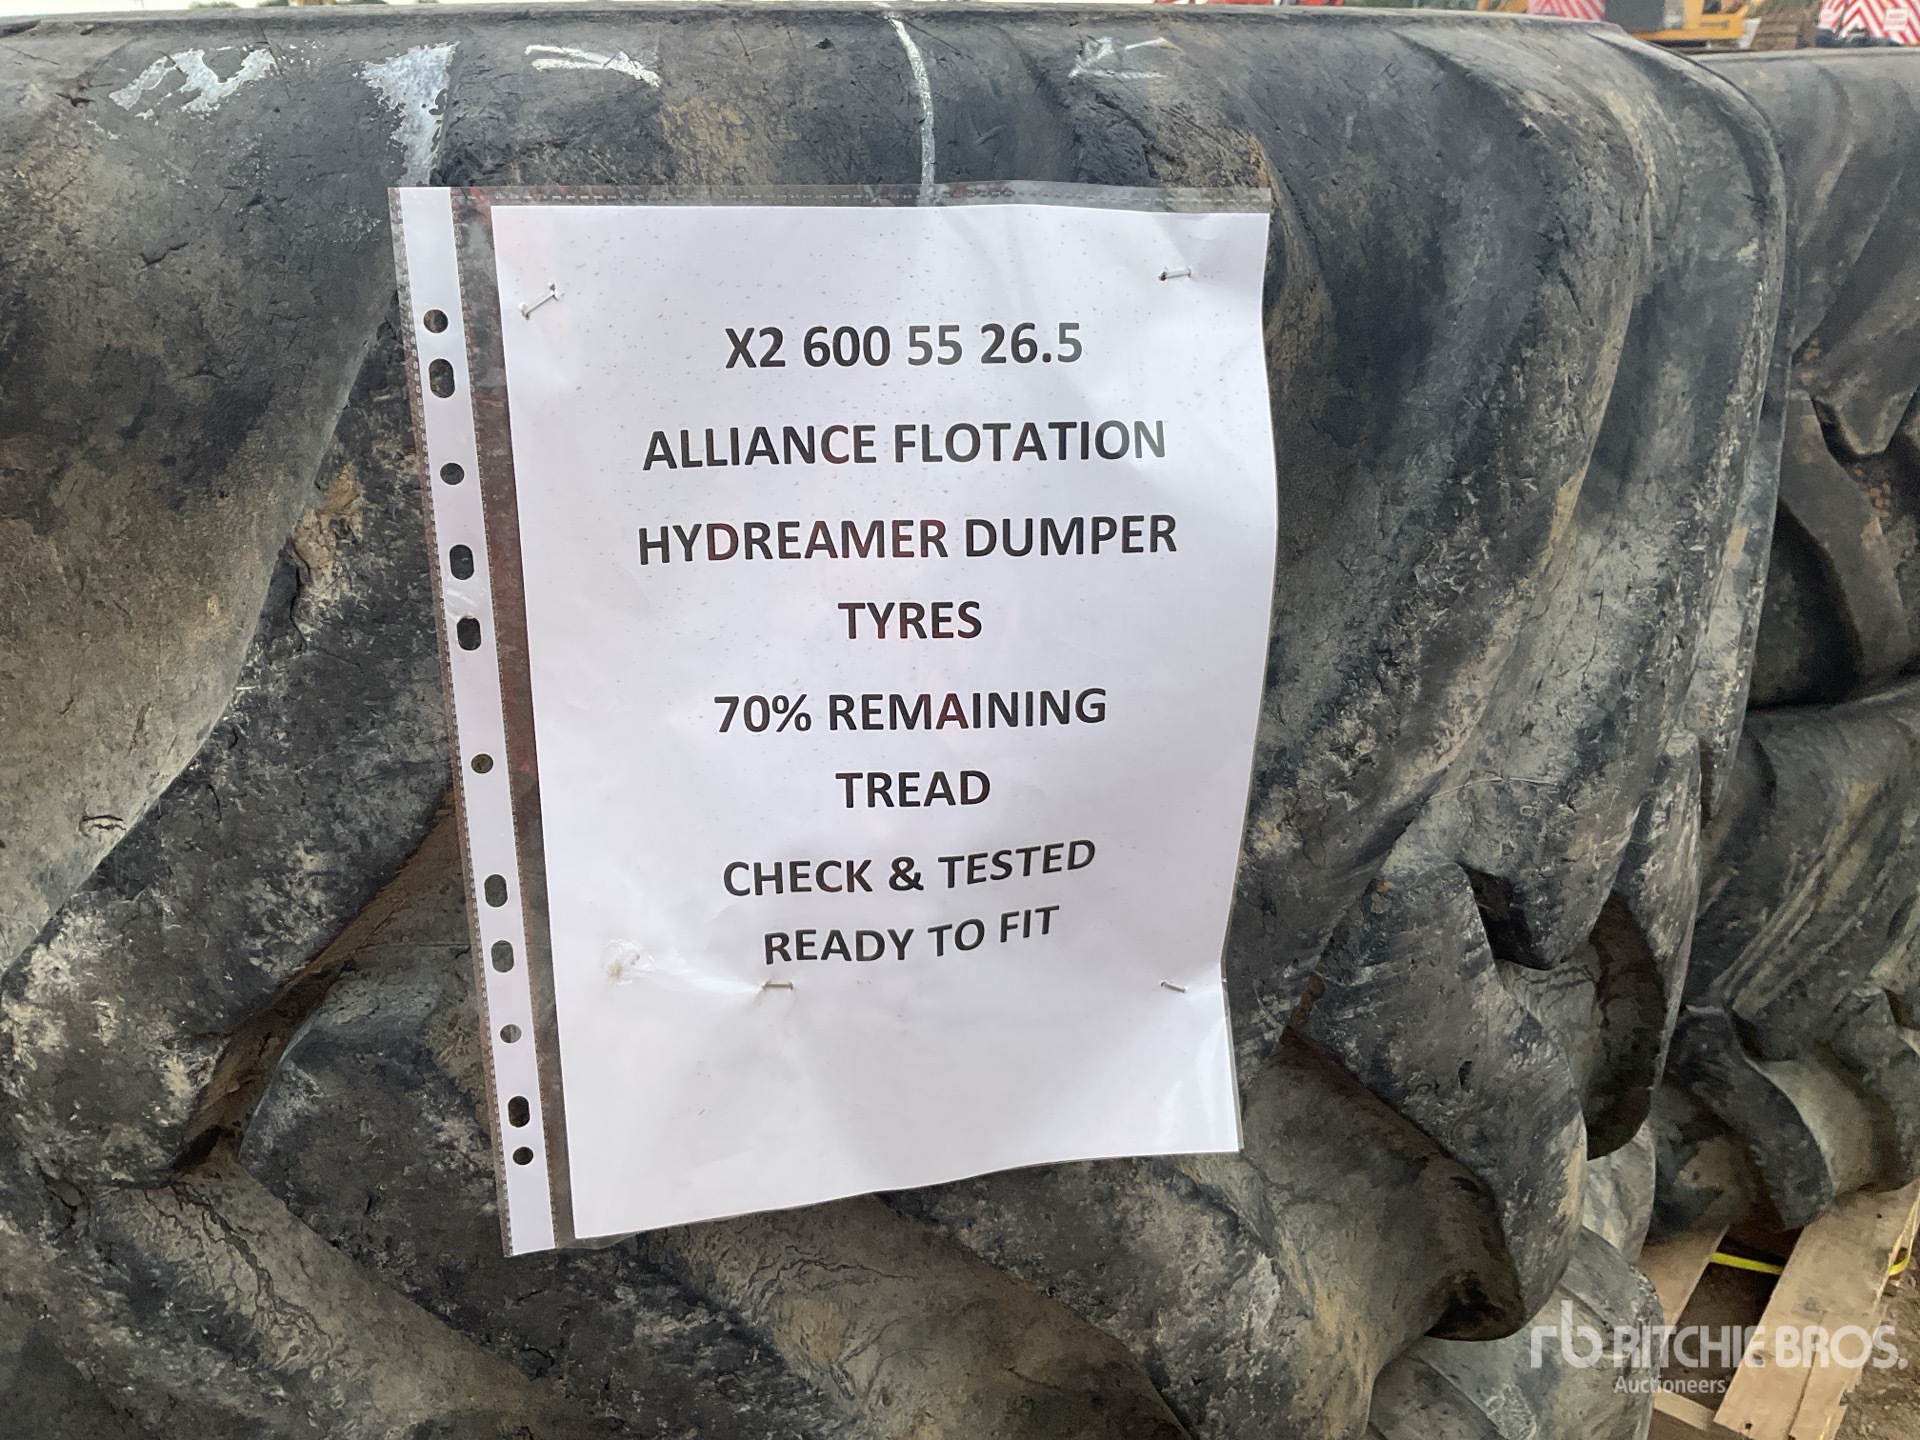 X2 600 55 26.5
ALLIANCE FLOTATION
HYDREAMER DUMPER
TYRES
70% REMAINING
TREAD
CHECK & TESTED
READY TO FIT
rb RITCHIE BROS.
Auctioneers